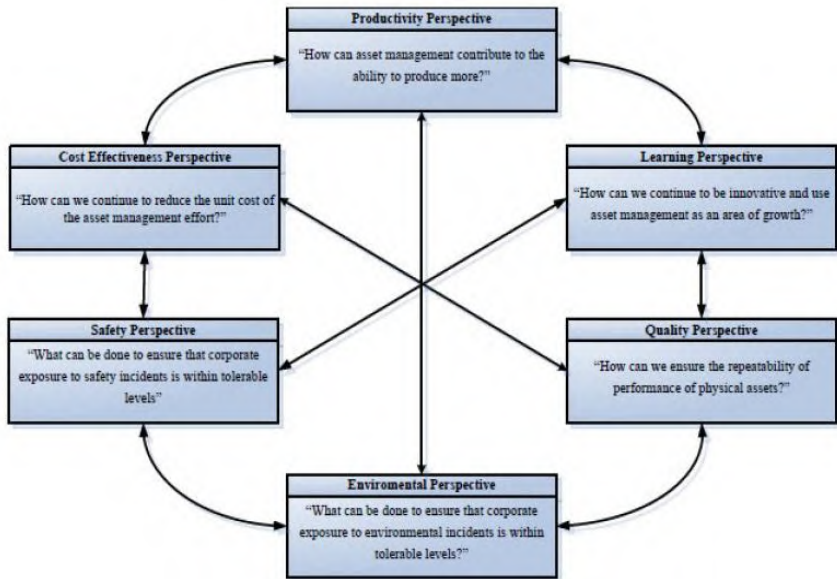 Productivity Perspective
“How can asset management contribute to the
ability to produce more?”
Cost Effectiveness Perspective
“How can we continue to reduce the unit cost of
the asset management effort?”
Learning Perspective
“How can we continue to be innovative and use
asset management as an area of growth?”
Safety Perspective
“What can be done to ensure that corporate
exposure to safety incidents is within tolerable
levels”
Quality Perspective
“How can we ensure the repeatability of
performance of physical assets?”
Enviromental Perspective
“What can be done to ensure that corporate
exposure to environmental incidents is within
tolerable levels?”